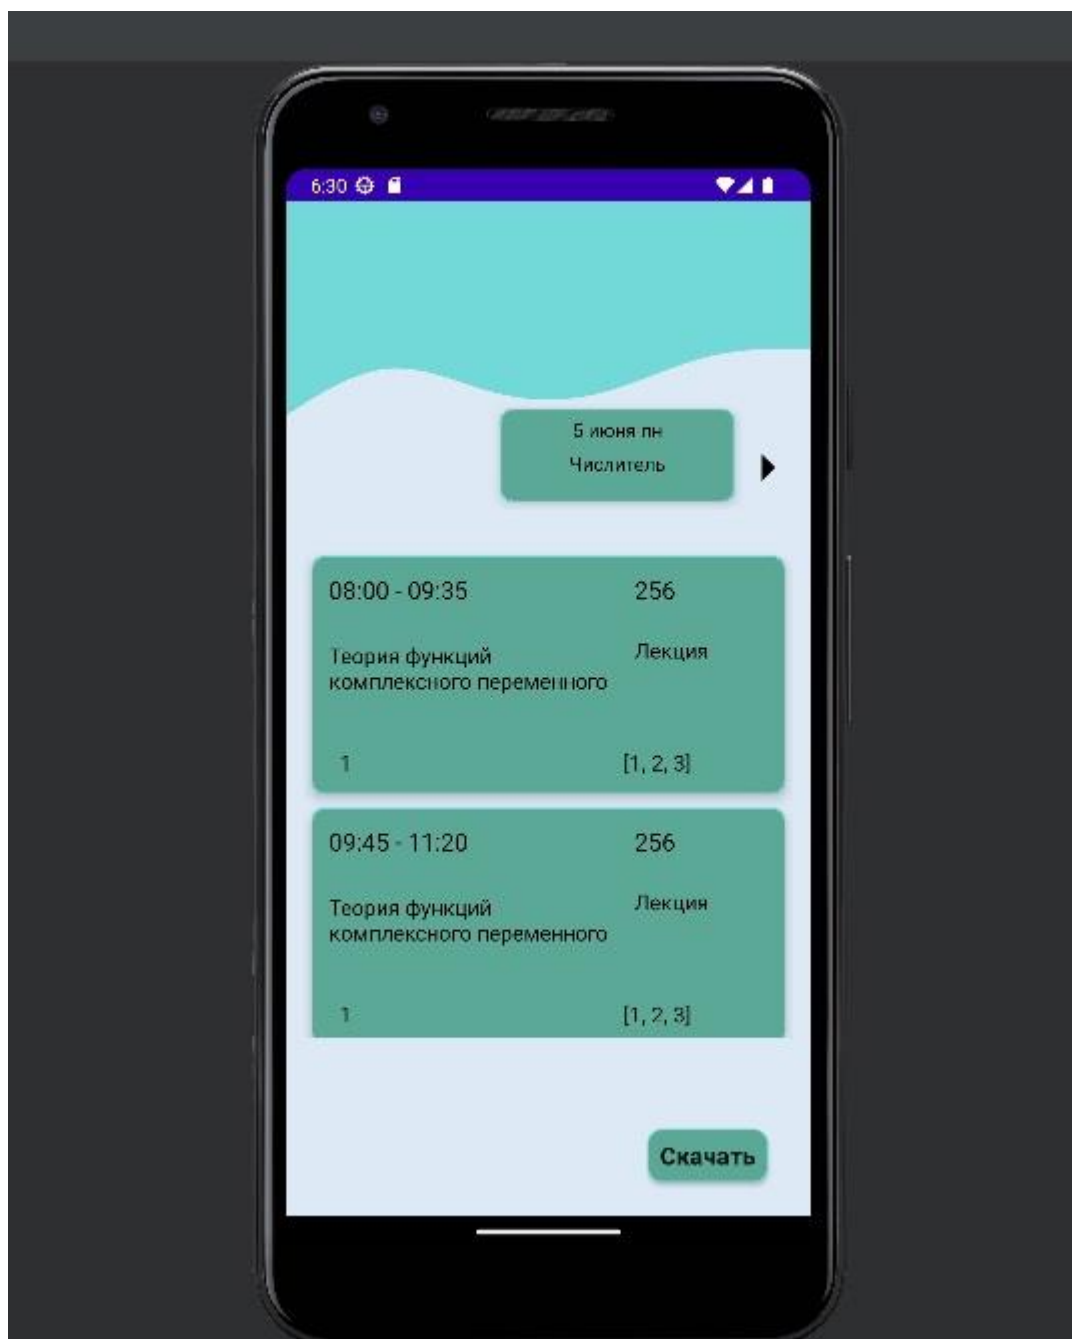 6:30
5 июня пн
Числитель
08:00 - 09:35
256
Теория функций
комплексного переменного
Лекция
1
[1, 2, 3]
09:45 - 11:20
256
Теория функций
комплексного переменного
Лекция
1
[1, 2, 3]
Скачать